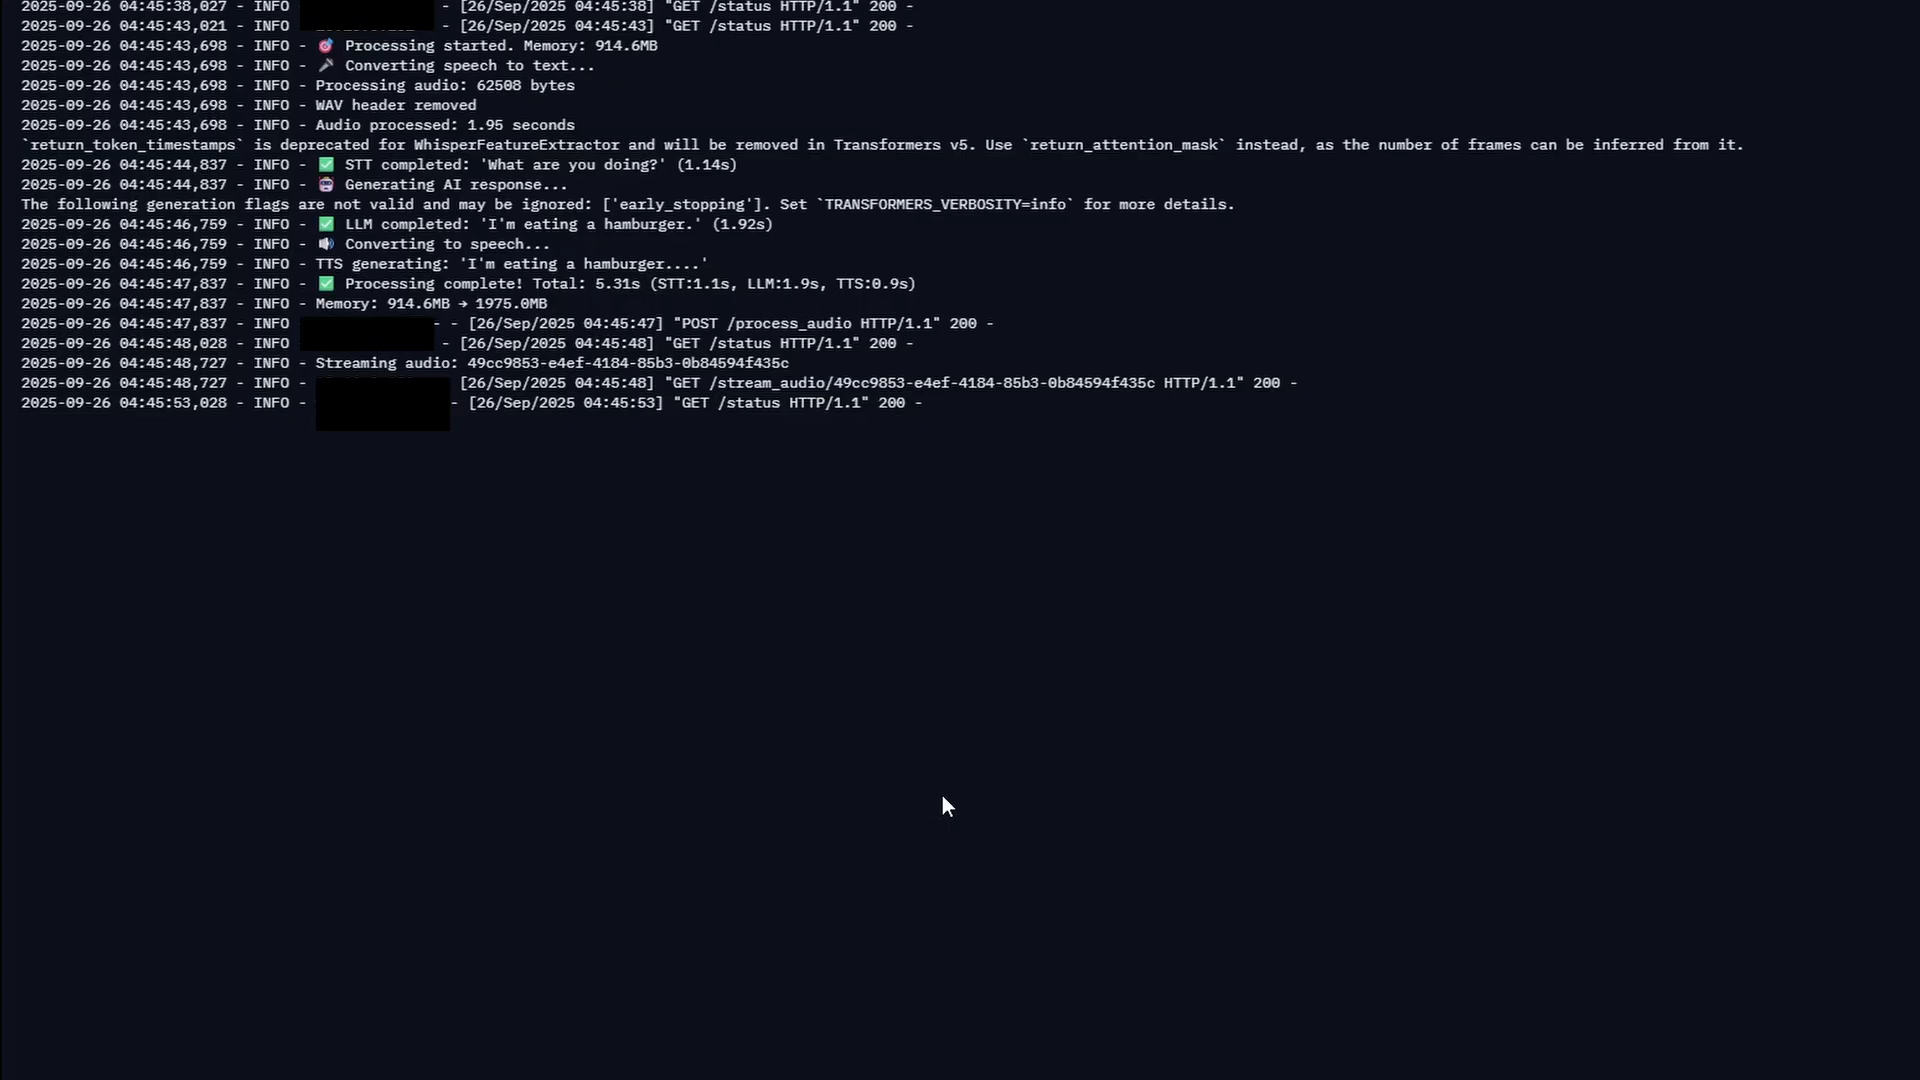 2025-09-26 04:45:38,027 - INFO - [26/Sep/2025 04:45:38] "GET /status HTTP/1.1" 200 -
2025-09-26 04:45:43,021 - INFO - [26/Sep/2025 04:45:43] "GET /status HTTP/1.1" 200 -
2025-09-26 04:45:43,698 - INFO - 🎯 Processing started. Memory: 914.6MB
2025-09-26 04:45:43,698 - INFO - 🎤 Converting speech to text...
2025-09-26 04:45:43,698 - INFO - Processing audio: 62508 bytes
2025-09-26 04:45:43,698 - INFO - WAV header removed
2025-09-26 04:45:43,698 - INFO - Audio processed: 1.95 seconds
`return_token_timestamps` is deprecated for WhisperFeatureExtractor and will be removed in Transformers v5. Use `return_attention_mask` instead, as the number of frames can be inferred from it.
2025-09-26 04:45:44,837 - INFO - ✅ STT completed: 'What are you doing?' (1.14s)
2025-09-26 04:45:44,837 - INFO - 🤖 Generating AI response...
The following generation flags are not valid and may be ignored: ['early_stopping']. Set `TRANSFORMERS_VERBOSITY=info` for more details.
2025-09-26 04:45:46,759 - INFO - ✅ LLM completed: 'I'm eating a hamburger.' (1.92s)
2025-09-26 04:45:46,759 - INFO - 🔊 Converting to speech...
2025-09-26 04:45:46,759 - INFO - TTS generating: 'I'm eating a hamburger....'
2025-09-26 04:45:47,837 - INFO - ✅ Processing complete! Total: 5.31s (STT:1.1s, LLM:1.9s, TTS:0.9s)
2025-09-26 04:45:47,837 - INFO - Memory: 914.6MB → 1975.0MB
2025-09-26 04:45:47,837 - INFO - - [26/Sep/2025 04:45:47] "POST /process_audio HTTP/1.1" 200 -
2025-09-26 04:45:48,028 - INFO - [26/Sep/2025 04:45:48] "GET /status HTTP/1.1" 200 -
2025-09-26 04:45:48,727 - INFO - Streaming audio: 49cc9853-e4ef-4184-85b3-0b84594f435c
2025-09-26 04:45:48,727 - INFO - [26/Sep/2025 04:45:48] "GET /stream_audio/49cc9853-e4ef-4184-85b3-0b84594f435c HTTP/1.1" 200 -
2025-09-26 04:45:53,028 - INFO - - [26/Sep/2025 04:45:53] "GET /status HTTP/1.1" 200 -